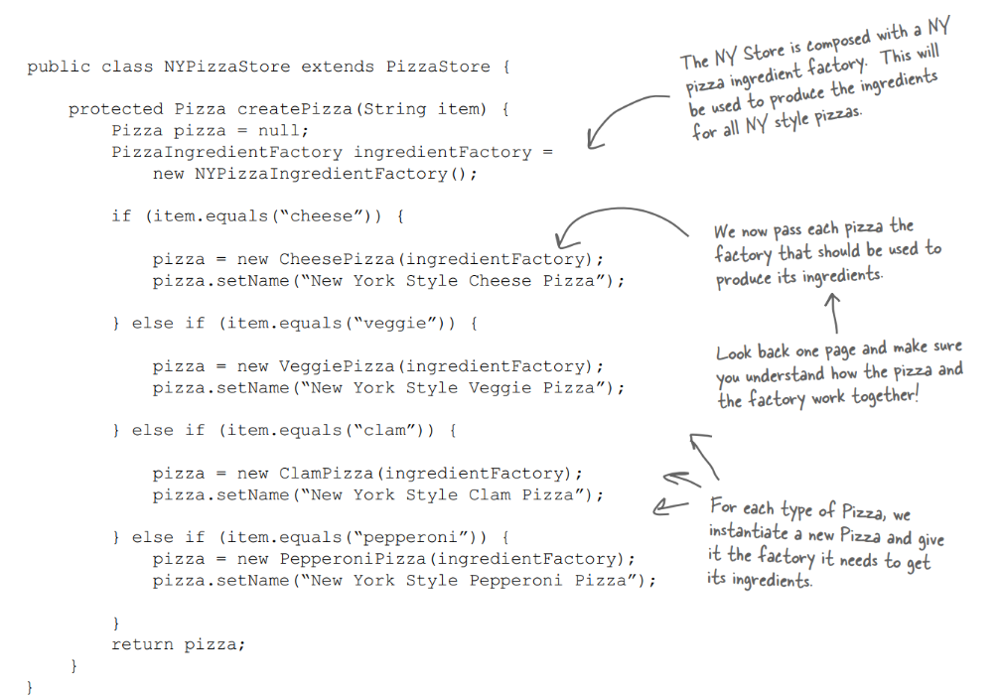 public class NYPizzaStore extends PizzaStore {
protected Pizza createPizza(String item) {
Pizza pizza = null;
PizzaIngredientFactory ingredientFactory =
new NYPizzaIngredientFactory();
if (item.equals(“cheese”)) {
pizza = new CheesePizza(ingredientFactory);
pizza.setName(“New York Style Cheese Pizza”);
} else if (item.equals(“veggie”)) {
pizza = new VeggiePizza(ingredientFactory);
pizza.setName(“New York Style Veggie Pizza”);
} else if (item.equals(“clam”)) {
pizza = new ClamPizza(ingredientFactory);
pizza.setName(“New York Style Clam Pizza”);
} else if (item.equals(“pepperoni”)) {
pizza = new PepperoniPizza(ingredientFactory);
pizza.setName(“New York Style Pepperoni Pizza”);
}
return pizza;
}
}
The NY Store is composed with a NY
pizza ingredient factory. This will
be used to produce the ingredients
for all NY style pizzas.
We now pass each pizza the
factory that should be used to
produce its ingredients.
Look back one page and make sure
you understand how the pizza and
the factory work together!
For each type of Pizza, we
instantiate a new Pizza and give
it the factory it needs to get
its ingredients.